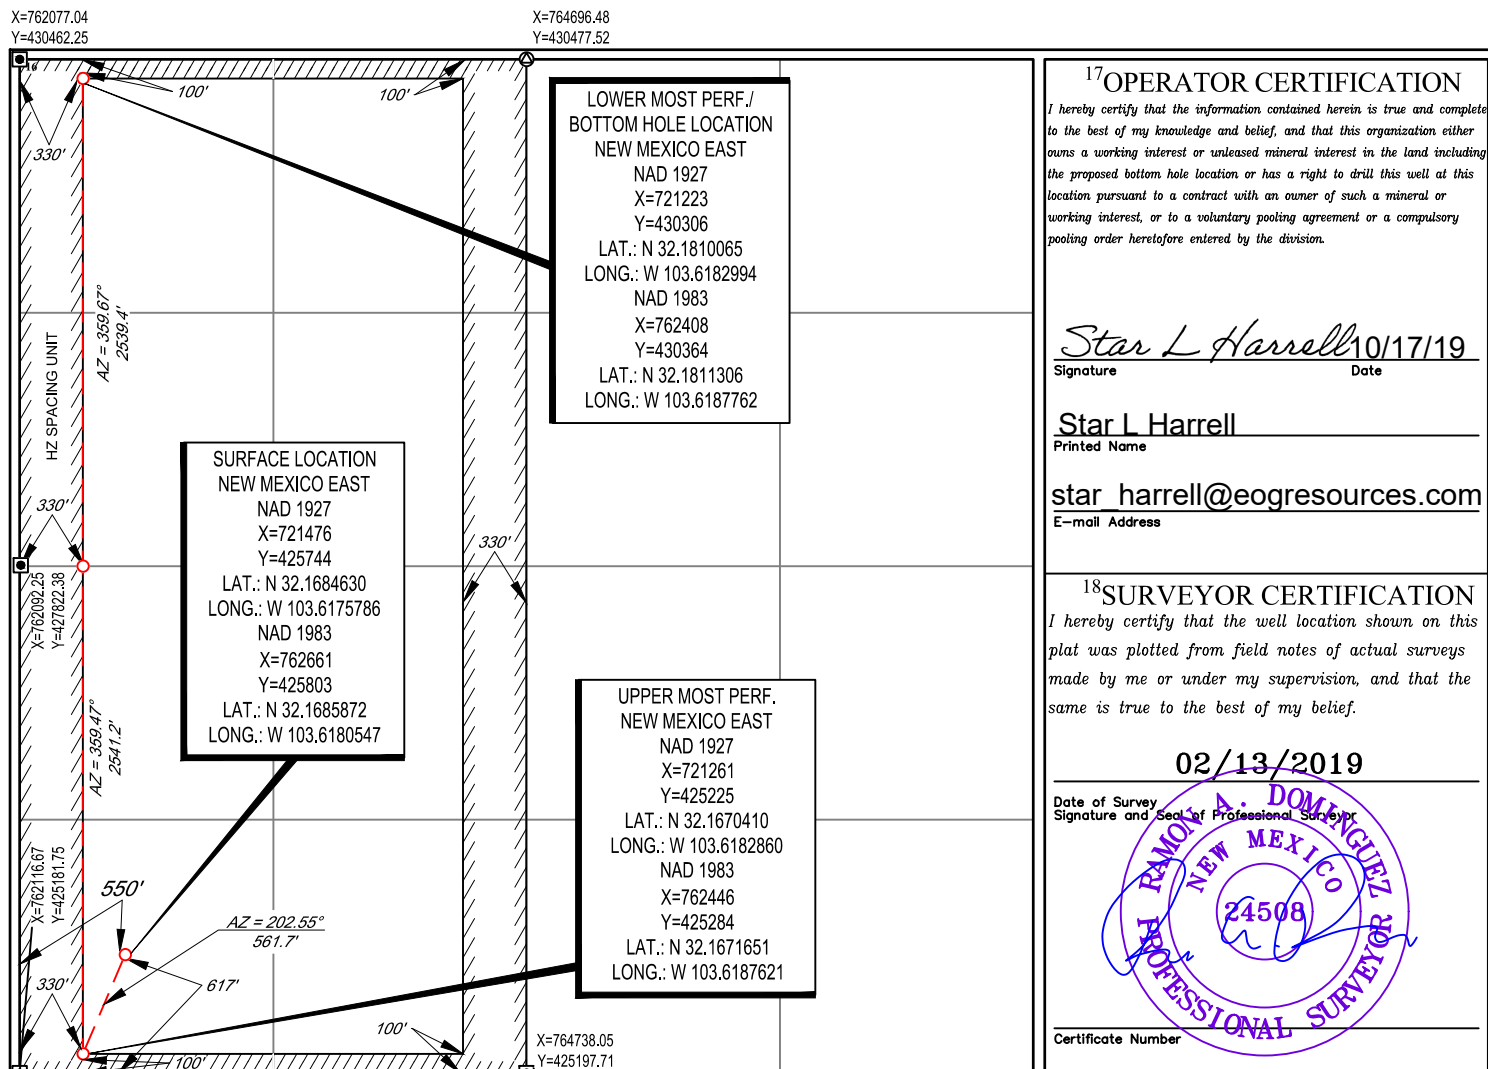 X=762077.04
Y=430462.25
X=764696.48
Y=430477.52
100'
100'
330'
AZ = 359.67°
2539.4'
HZ SPACING UNIT
LOWER MOST PERF./
BOTTOM HOLE LOCATION
NEW MEXICO EAST
NAD 1927
X=721223
Y=430306
LAT.: N 32.1810065
LONG.: W 103.6182994
NAD 1983
X=762408
Y=430364
LAT.: N 32.1811306
LONG.: W 103.6187762
SURFACE LOCATION
NEW MEXICO EAST
NAD 1927
X=721476
Y=425744
LAT.: N 32.1684630
LONG.: W 103.6175786
NAD 1983
X=762661
Y=425803
LAT.: N 32.1685872
LONG.: W 103.6180547
330'
330'
X=762092.25
Y=427822.38
AZ = 359.47°
2541.2'
UPPER MOST PERF.
NEW MEXICO EAST
NAD 1927
X=721261
Y=425225
LAT.: N 32.1670410
LONG.: W 103.6182860
NAD 1983
X=762446
Y=425284
LAT.: N 32.1671651
LONG.: W 103.6187621
X=762116.67
Y=425181.75
550'
AZ = 202.55°
561.7'
617'
330'
100'
100'
X=764738.05
Y=425197.71
17OPERATOR CERTIFICATION
I hereby certify that the information contained herein is true and complete
to the best of my knowledge and belief, and that this organization either
owns a working interest or unleased mineral interest in the land including
the proposed bottom hole location or has a right to drill this well at this
location pursuant to a contract with an owner of such a mineral or
working interest, or to a voluntary pooling agreement or a compulsory
pooling order heretofore entered by the division.
Star L Harrell 10/17/19
Signature Date
Star L Harrell
Printed Name
star_harrell@eogresources.com
E-mail Address
18SURVEYOR CERTIFICATION
I hereby certify that the well location shown on this
plat was plotted from field notes of actual surveys
made by me or under my supervision, and that the
same is true to the best of my belief.
02/13/2019
Date of Survey
Signature and Seal of Professional Surveyor
RAMON A. DOMINGUEZ
NEW MEXICO
24508
PROFESSIONAL SURVEYOR
Certificate Number